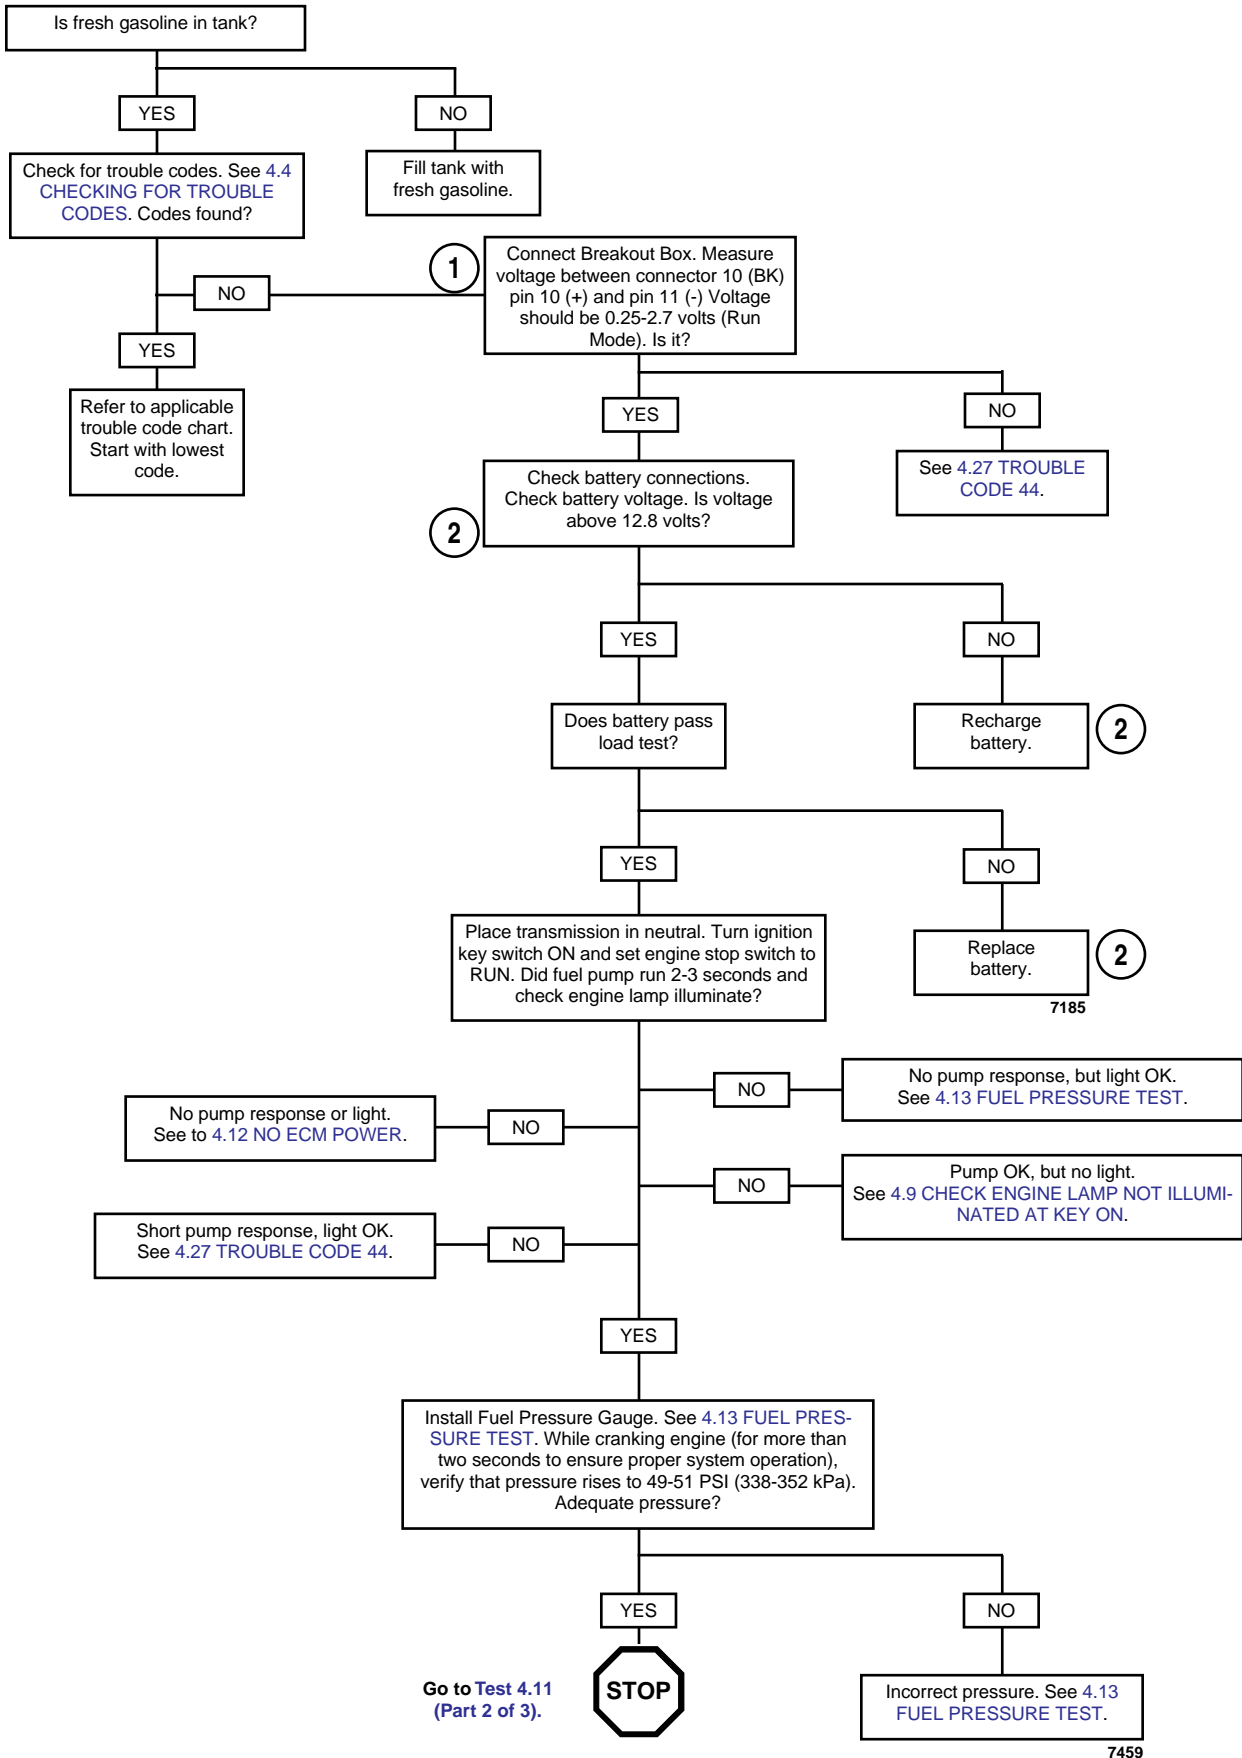 Is fresh gasoline in tank?
YES
NO
Check for trouble codes. See 4.4
CHECKING FOR TROUBLE
CODES. Codes found?
Fill tank with
fresh gasoline.
1
Connect Breakout Box. Measure
voltage between connector 10 (BK)
pin 10 (+) and pin 11 (-) Voltage
should be 0.25-2.7 volts (Run
Mode). Is it?
NO
YES
Refer to applicable
trouble code chart.
Start with lowest
code.
YES
NO
See 4.27 TROUBLE
CODE 44.
2
Check battery connections.
Check battery voltage. Is voltage
above 12.8 volts?
YES
NO
Does battery pass
load test?
Recharge
battery.
2
YES
NO
Place transmission in neutral. Turn ignition
key switch ON and set engine stop switch to
RUN. Did fuel pump run 2-3 seconds and
check engine lamp illuminate?
Replace
battery.
2
7185
NO
No pump response, but light OK.
See 4.13 FUEL PRESSURE TEST.
No pump response or light.
See to 4.12 NO ECM POWER.
NO
NO
Pump OK, but no light.
See 4.9 CHECK ENGINE LAMP NOT ILLUMI-
NATED AT KEY ON.
Short pump response, light OK.
See 4.27 TROUBLE CODE 44.
NO
YES
Install Fuel Pressure Gauge. See 4.13 FUEL PRES-
SURE TEST. While cranking engine (for more than
two seconds to ensure proper system operation),
verify that pressure rises to 49-51 PSI (338-352 kPa).
Adequate pressure?
YES
NO
Go to Test 4.11
(Part 2 of 3).
STOP
Incorrect pressure. See 4.13
FUEL PRESSURE TEST.
7459